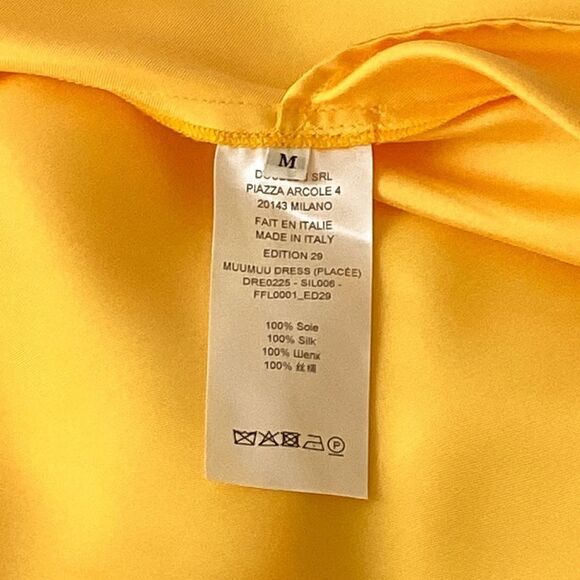 M
SRL
PIAZZA ARCOLE 4
20143 MILANO
FAIT EN ITALIE
MADE IN ITALY
EDITION 29
MUUMUU DRESS (PLACÉE)
DRE0225 - SIL006 -
FFL0001_ED29
100% Soie
100% Silk
100% Шелк
100% 丝绸
P